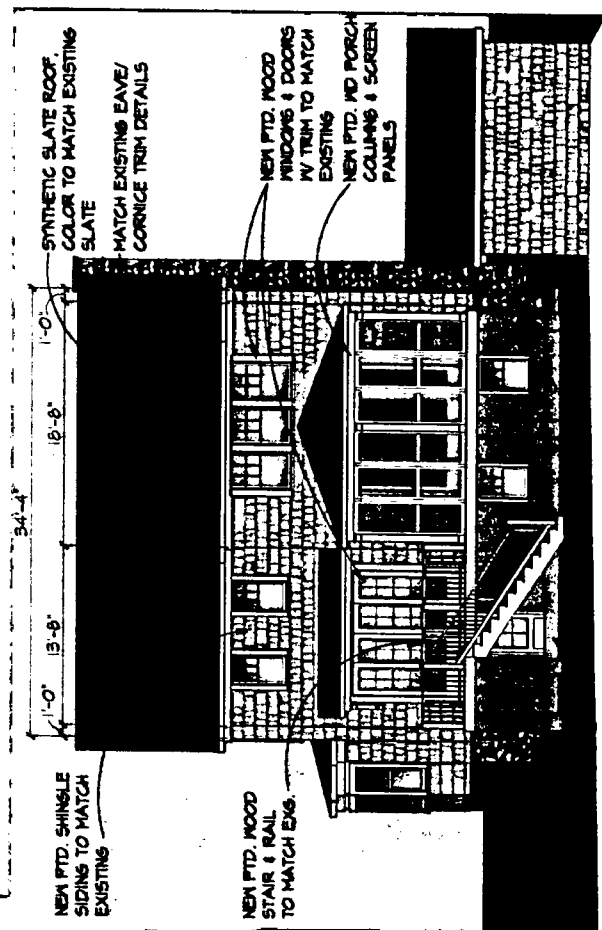 34'-4"
1'-0"
13'-8"
18'-8"
1'-0"
NEW PTD. SHINGLE
SIDING TO MATCH
EXISTING
SYNTHETIC SLATE ROOF,
COLOR TO MATCH EXISTING
SLATE
MATCH EXISTING EAVE/
CORNICE TRIM DETAILS
NEW PTD. WOOD
WINDOWS & DOORS
W/ TRIM TO MATCH
EXISTING
NEW PTD. WD PORCH
COLUMNS & SCREEN
PANELS
NEW PTD. WOOD
STAIR & RAIL
TO MATCH EXG.